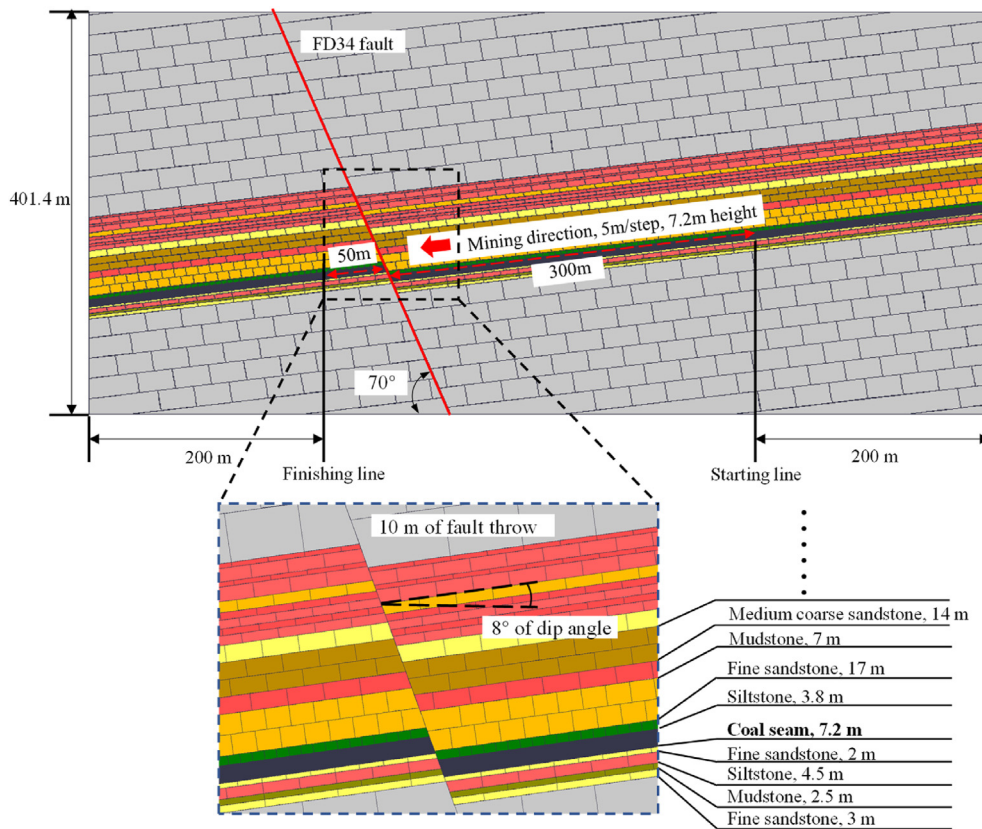 FD34 fault
401.4 m
Mining direction, 5m/step, 7.2m height
50m
300m
70°
200 m
200 m
Finishing line
Starting line
10 m of fault throw
8° of dip angle
Medium coarse sandstone, 14 m
Mudstone, 7 m
Fine sandstone, 17 m
Siltstone, 3.8 m
Coal seam, 7.2 m
Fine sandstone, 2 m
Siltstone, 4.5 m
Mudstone, 2.5 m
Fine sandstone, 3 m